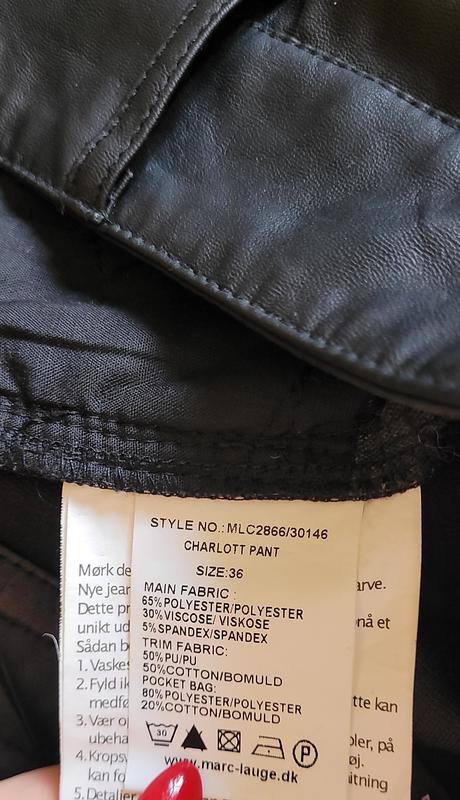 STYLE NO.:MLC2866/30146
CHARLOTT PANT
SIZE:36
MAIN FABRIC :
65%POLYESTER/POLYESTER
30%VISCOSE/ VISKOSE
5%SPANDEX/SPANDEX
TRIM FABRIC:
50%PU/PU
50%COTTON/BOMULD
POCKET BAG:
80%POLYESTER/POLYESTER
20%COTTON/BOMULD
30
P
www.marc-lauge.dk
Mørk de
Nye jean
arve.
Dette pr
nå et
unikt ud
Sådan b
1. Vaskes
2. Fyld ik
tte kan
medfø
3. Vær op
pler, på
ubeha
øj.
4. Kropsv
kan fo
5. Detaljer